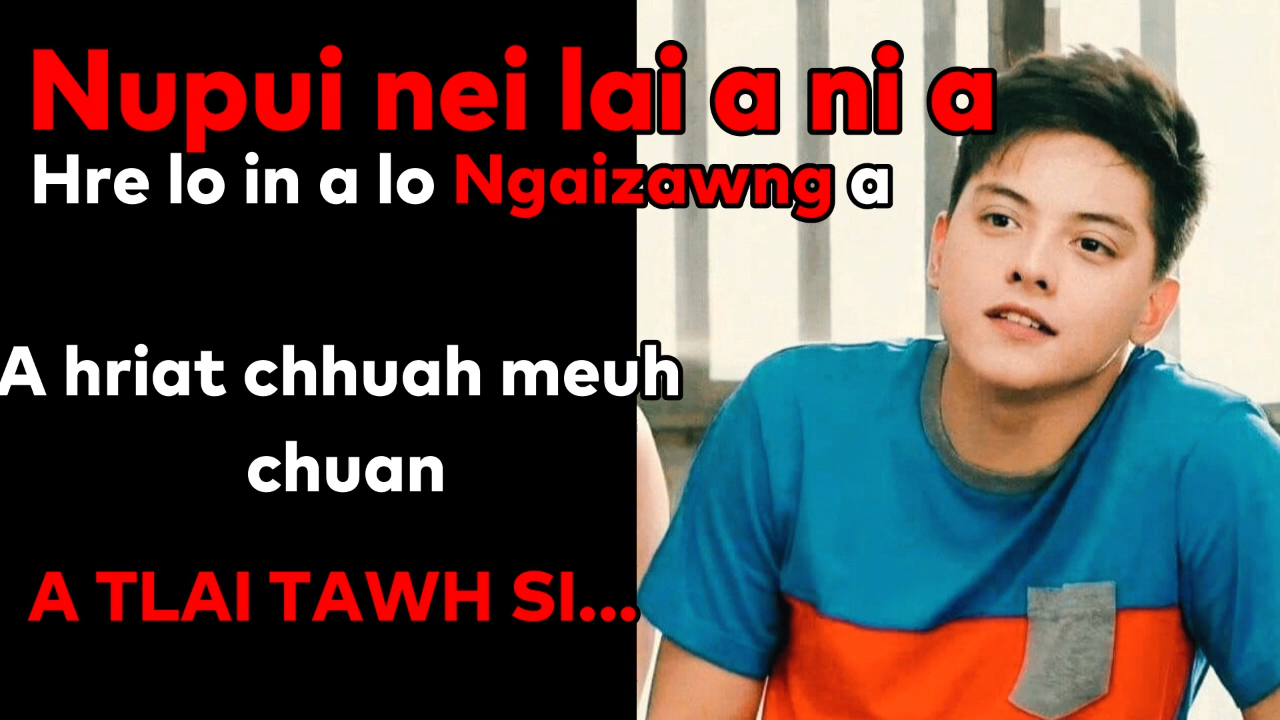 Nupui nei lai a ni a
Hre lo in a lo Ngaizawng a
A hriat chhuah meuh
chuan
A TLAI TAWH SI...